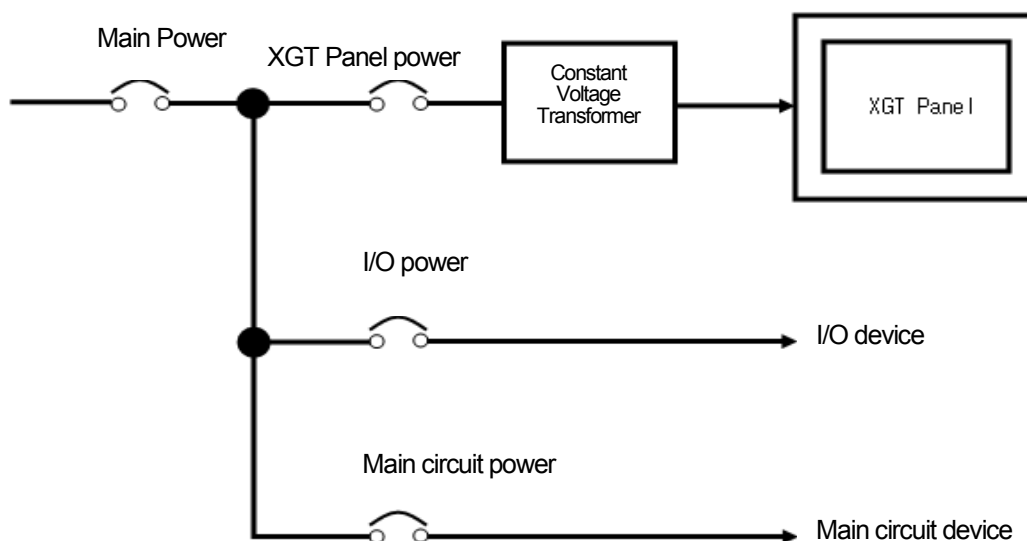 Main Power
XGT Panel power
Constant
Voltage
Transformer
XGT Panel
I/O power
I/O device
Main circuit power
Main circuit device